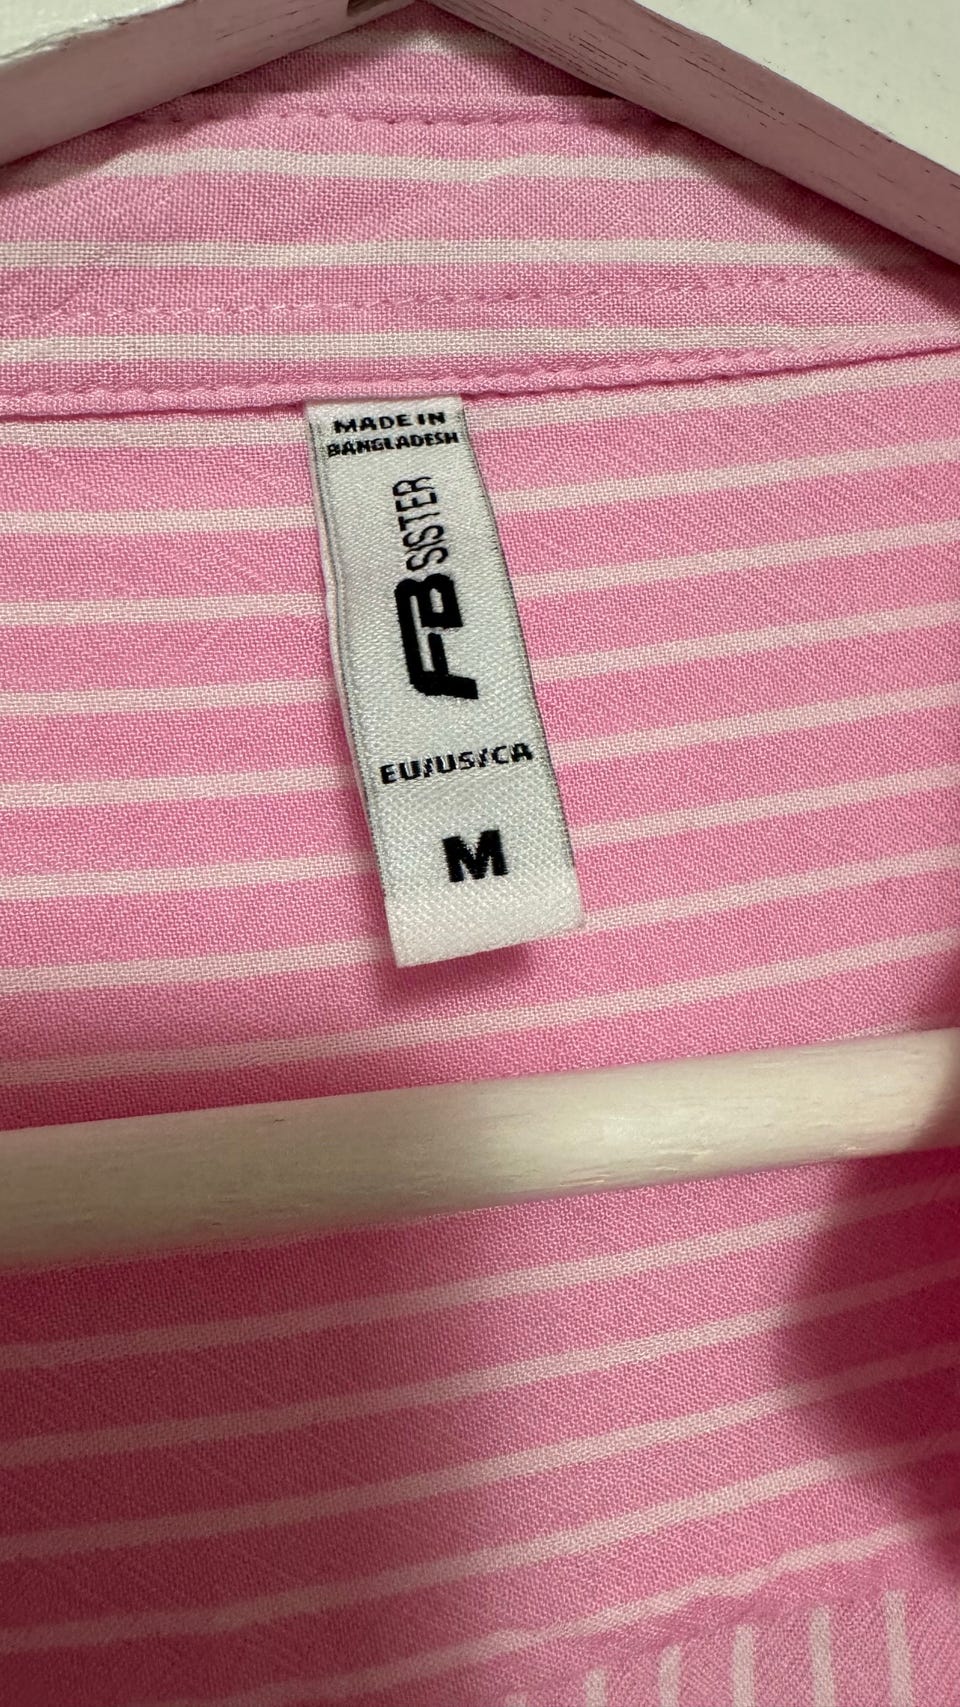 MADE IN
BANGLADESH
FB SISTER
EU/US/CA
M